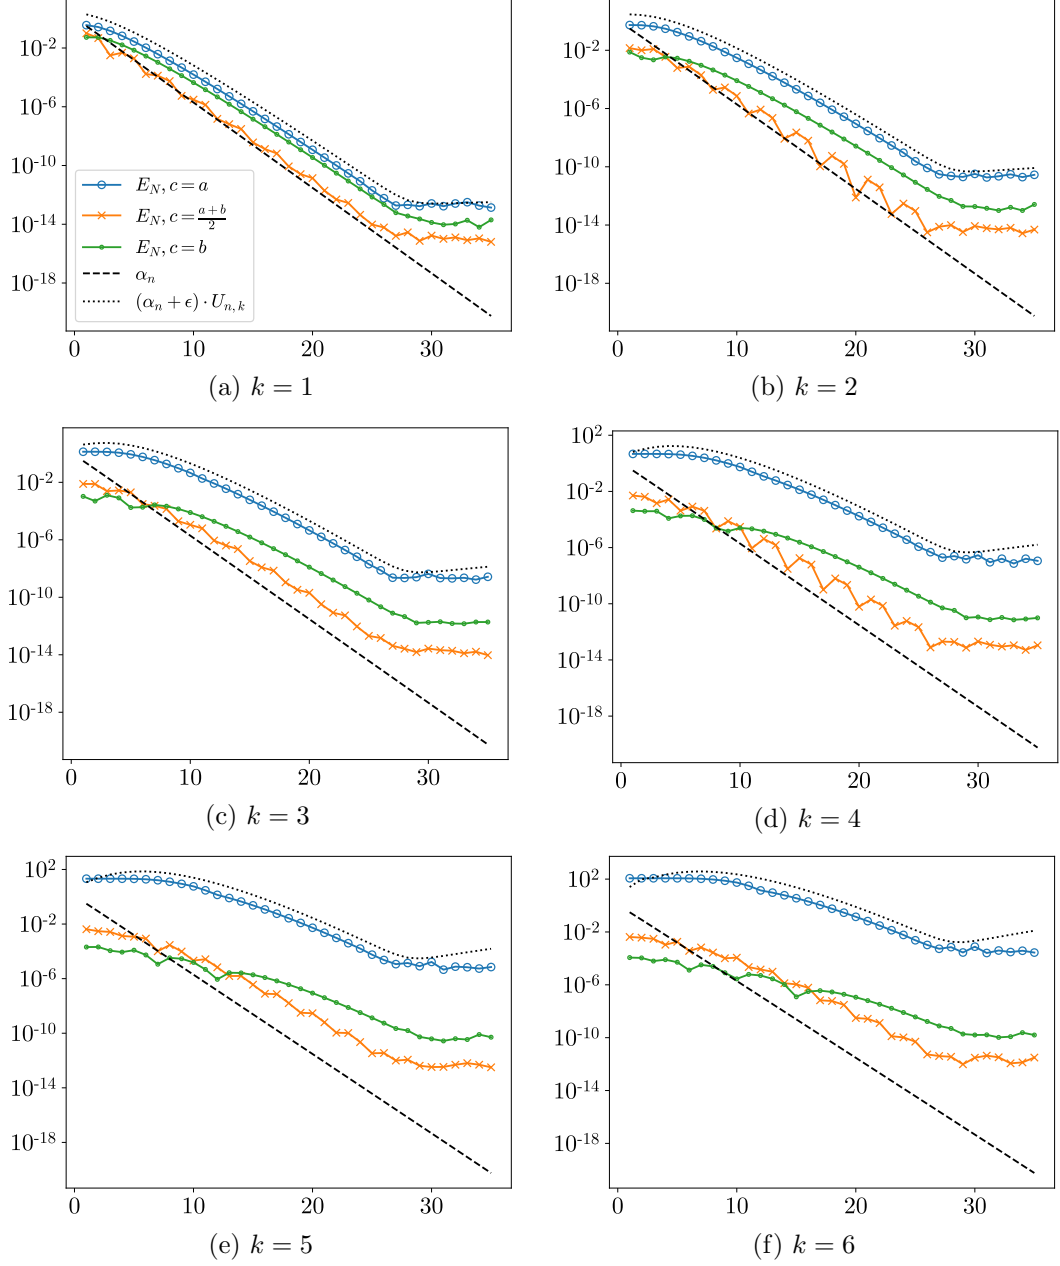 10^-2
10^-6
10^-10
10^-14
10^-18
E_N, c = a
E_N, c = (a+b)/2
E_N, c = b
α_n
(α_n + ϵ) · U_{n,k}
0 10 20 30
(a) k = 1
10^-2
10^-6
10^-10
10^-14
10^-18
0 10 20 30
(b) k = 2
10^-2
10^-6
10^-10
10^-14
10^-18
0 10 20 30
(c) k = 3
10^2
10^-2
10^-6
10^-10
10^-14
10^-18
0 10 20 30
(d) k = 4
10^2
10^-2
10^-6
10^-10
10^-14
10^-18
0 10 20 30
(e) k = 5
10^2
10^-2
10^-6
10^-10
10^-14
10^-18
0 10 20 30
(f) k = 6